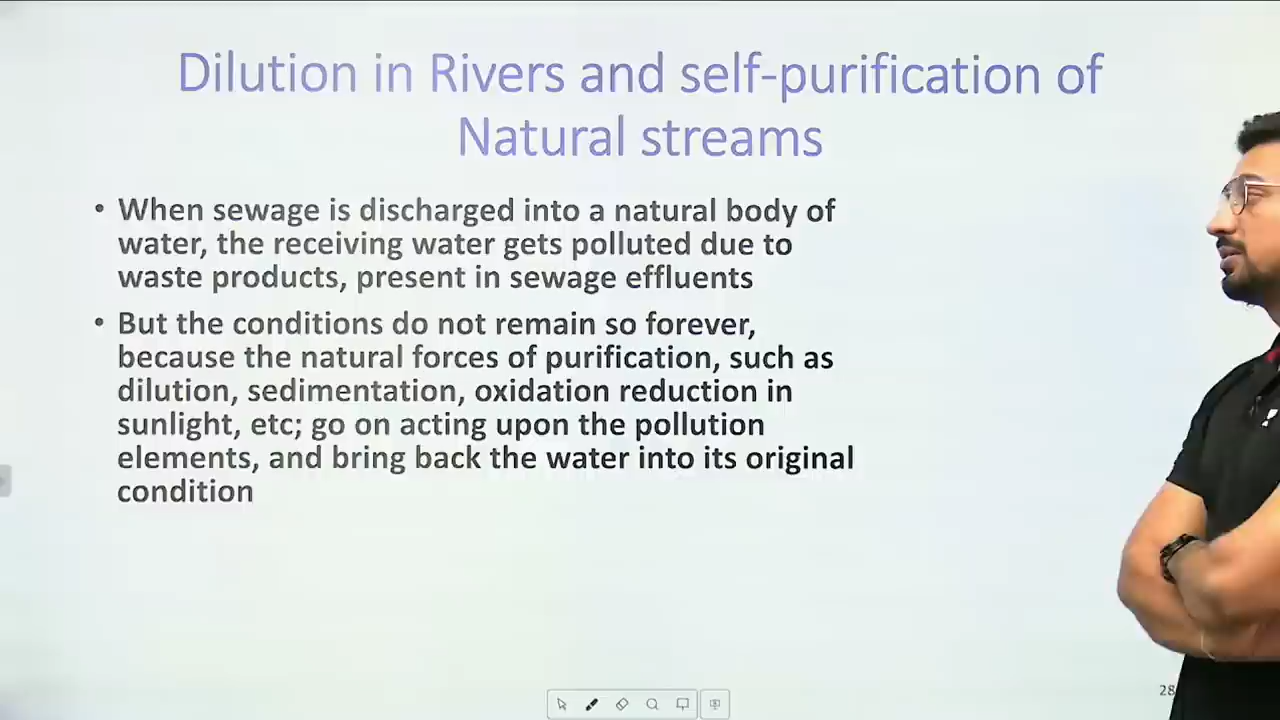 Dilution in Rivers and self-purification of
Natural streams
• When sewage is discharged into a natural body of
water, the receiving water gets polluted due to
waste products, present in sewage effluents
• But the conditions do not remain so forever,
because the natural forces of purification, such as
dilution, sedimentation, oxidation reduction in
sunlight, etc; go on acting upon the pollution
elements, and bring back the water into its original
condition
28